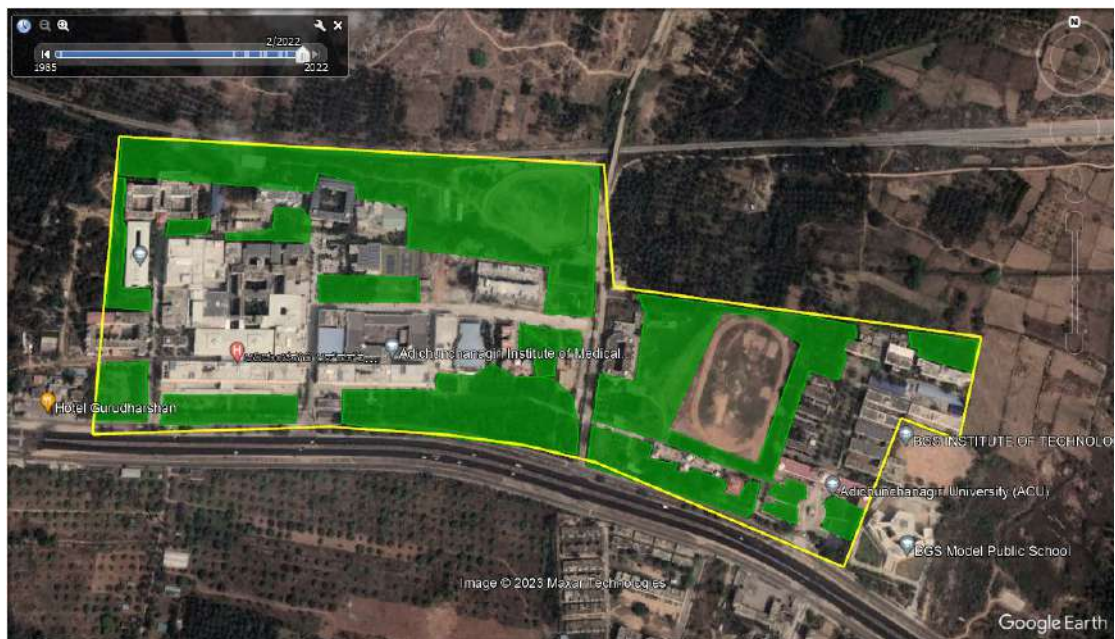 2/2022
1985
2022
N
H
Adichunchanagiri Institute of Medical...
Hotel Gurudharshan
BGS INSTITUTE OF TECHNOLO
Adichunchanagiri University (ACU)
BGS Model Public School
Image © 2023 Maxar Technologies
Google Earth